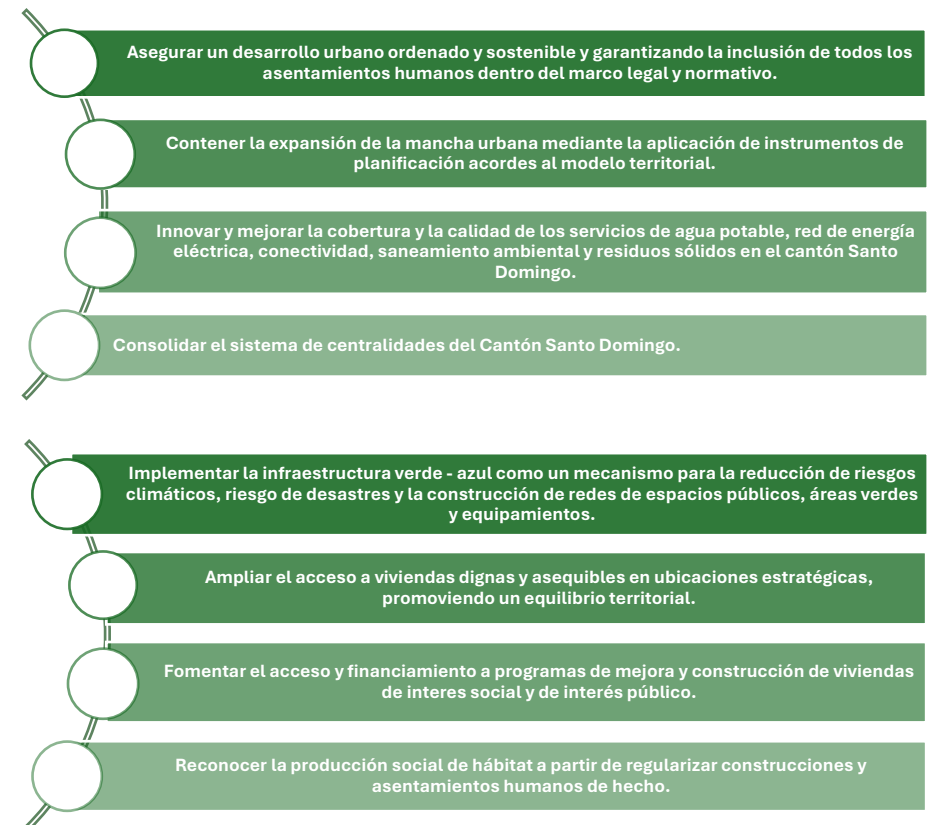 Asegurar un desarrollo urbano ordenado y sostenible y garantizando la inclusión de todos los
asentamientos humanos dentro del marco legal y normativo.
Contener la expansión de la mancha urbana mediante la aplicación de instrumentos de
planificación acordes al modelo territorial.
Innovar y mejorar la cobertura y la calidad de los servicios de agua potable, red de energía
eléctrica, conectividad, saneamiento ambiental y residuos sólidos en el cantón Santo
Domingo.
Consolidar el sistema de centralidades del Cantón Santo Domingo.
Implementar la infraestructura verde - azul como un mecanismo para la reducción de riesgos
climáticos, riesgo de desastres y la construcción de redes de espacios públicos, áreas verdes
y equipamientos.
Ampliar el acceso a viviendas dignas y asequibles en ubicaciones estratégicas,
promoviendo un equilibrio territorial.
Fomentar el acceso y financiamiento a programas de mejora y construcción de viviendas
de interes social y de interés público.
Reconocer la producción social de hábitat a partir de regularizar construcciones y
asentamientos humanos de hecho.